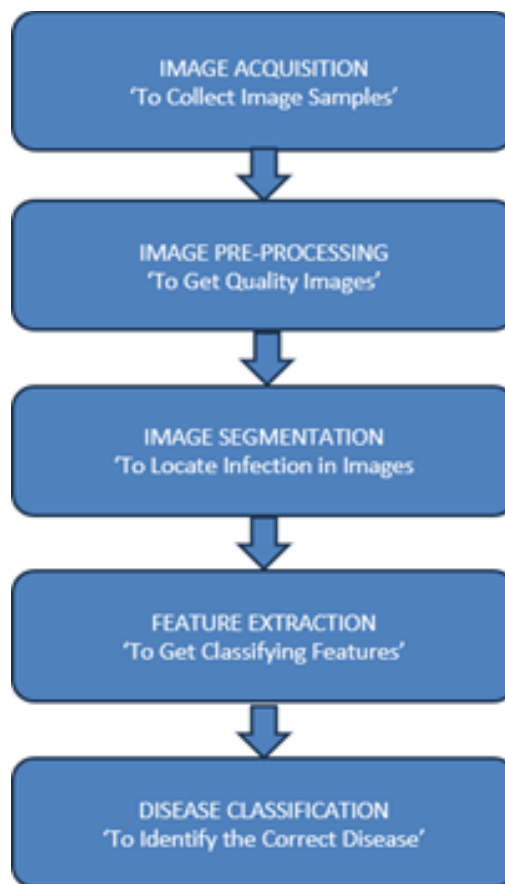 IMAGE ACQUISITION
‘To Collect Image Samples’
IMAGE PRE-PROCESSING
‘To Get Quality Images’
IMAGE SEGMENTATION
‘To Locate Infection in Images
FEATURE EXTRACTION
‘To Get Classifying Features’
DISEASE CLASSIFICATION
‘To Identify the Correct Disease’